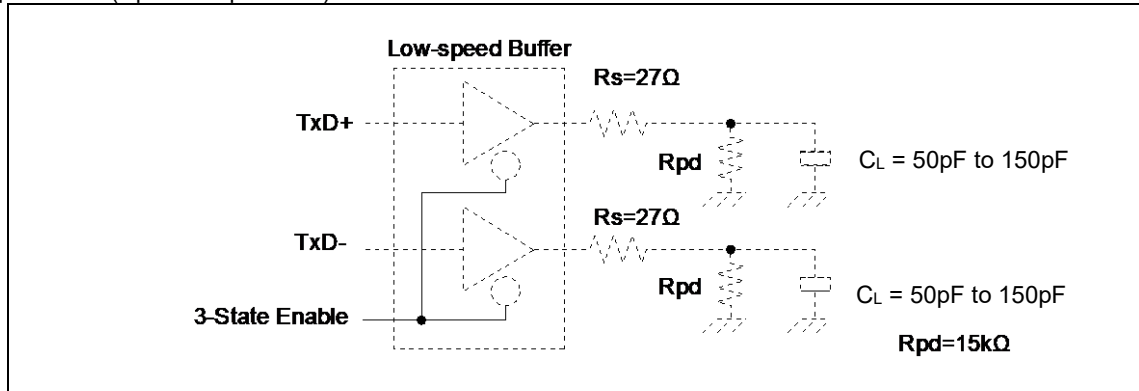 Low-speed Buffer
Rs=27Ω
TxD+
Rpd
CL = 50pF to 150pF
Rs=27Ω
TxD-
Rpd
CL = 50pF to 150pF
3-State Enable
Rpd=15kΩ